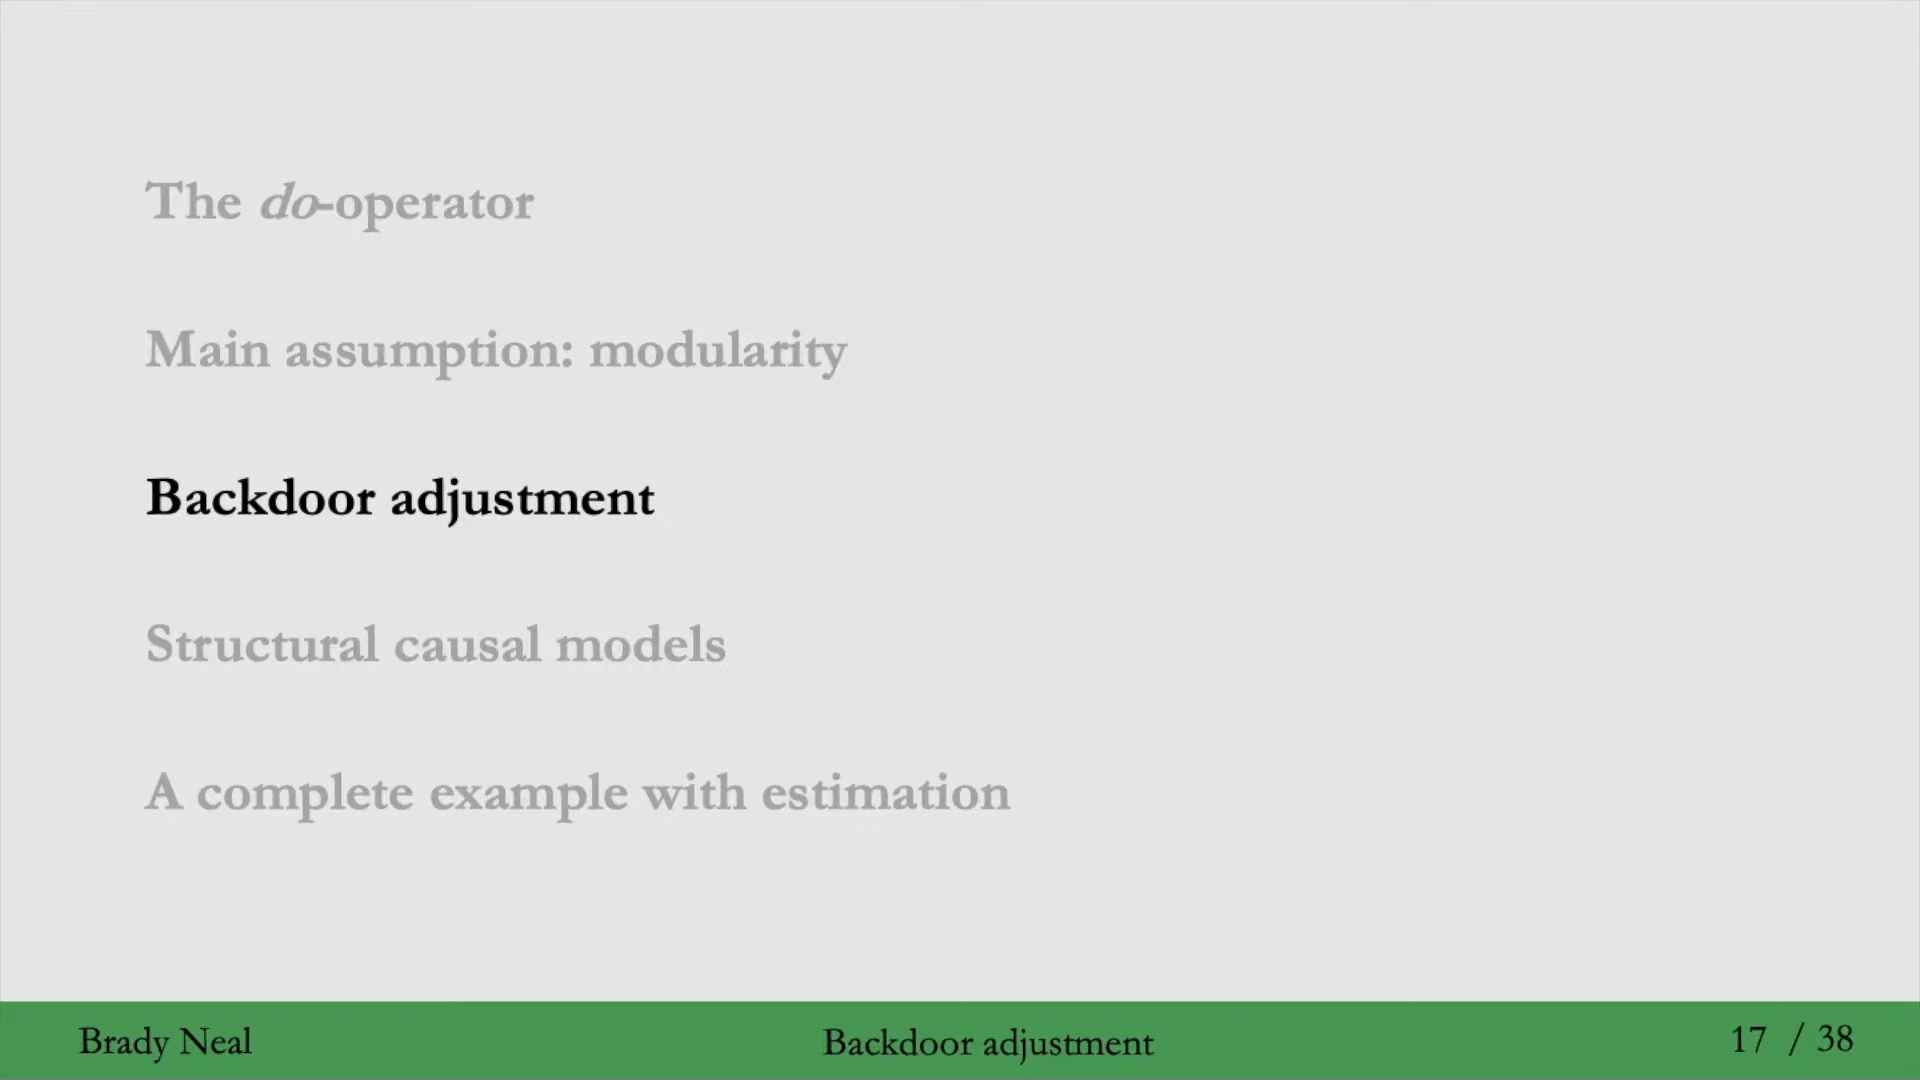 The do-operator
Main assumption: modularity
Backdoor adjustment
Structural causal models
A complete example with estimation
Brady Neal
Backdoor adjustment
17 / 38